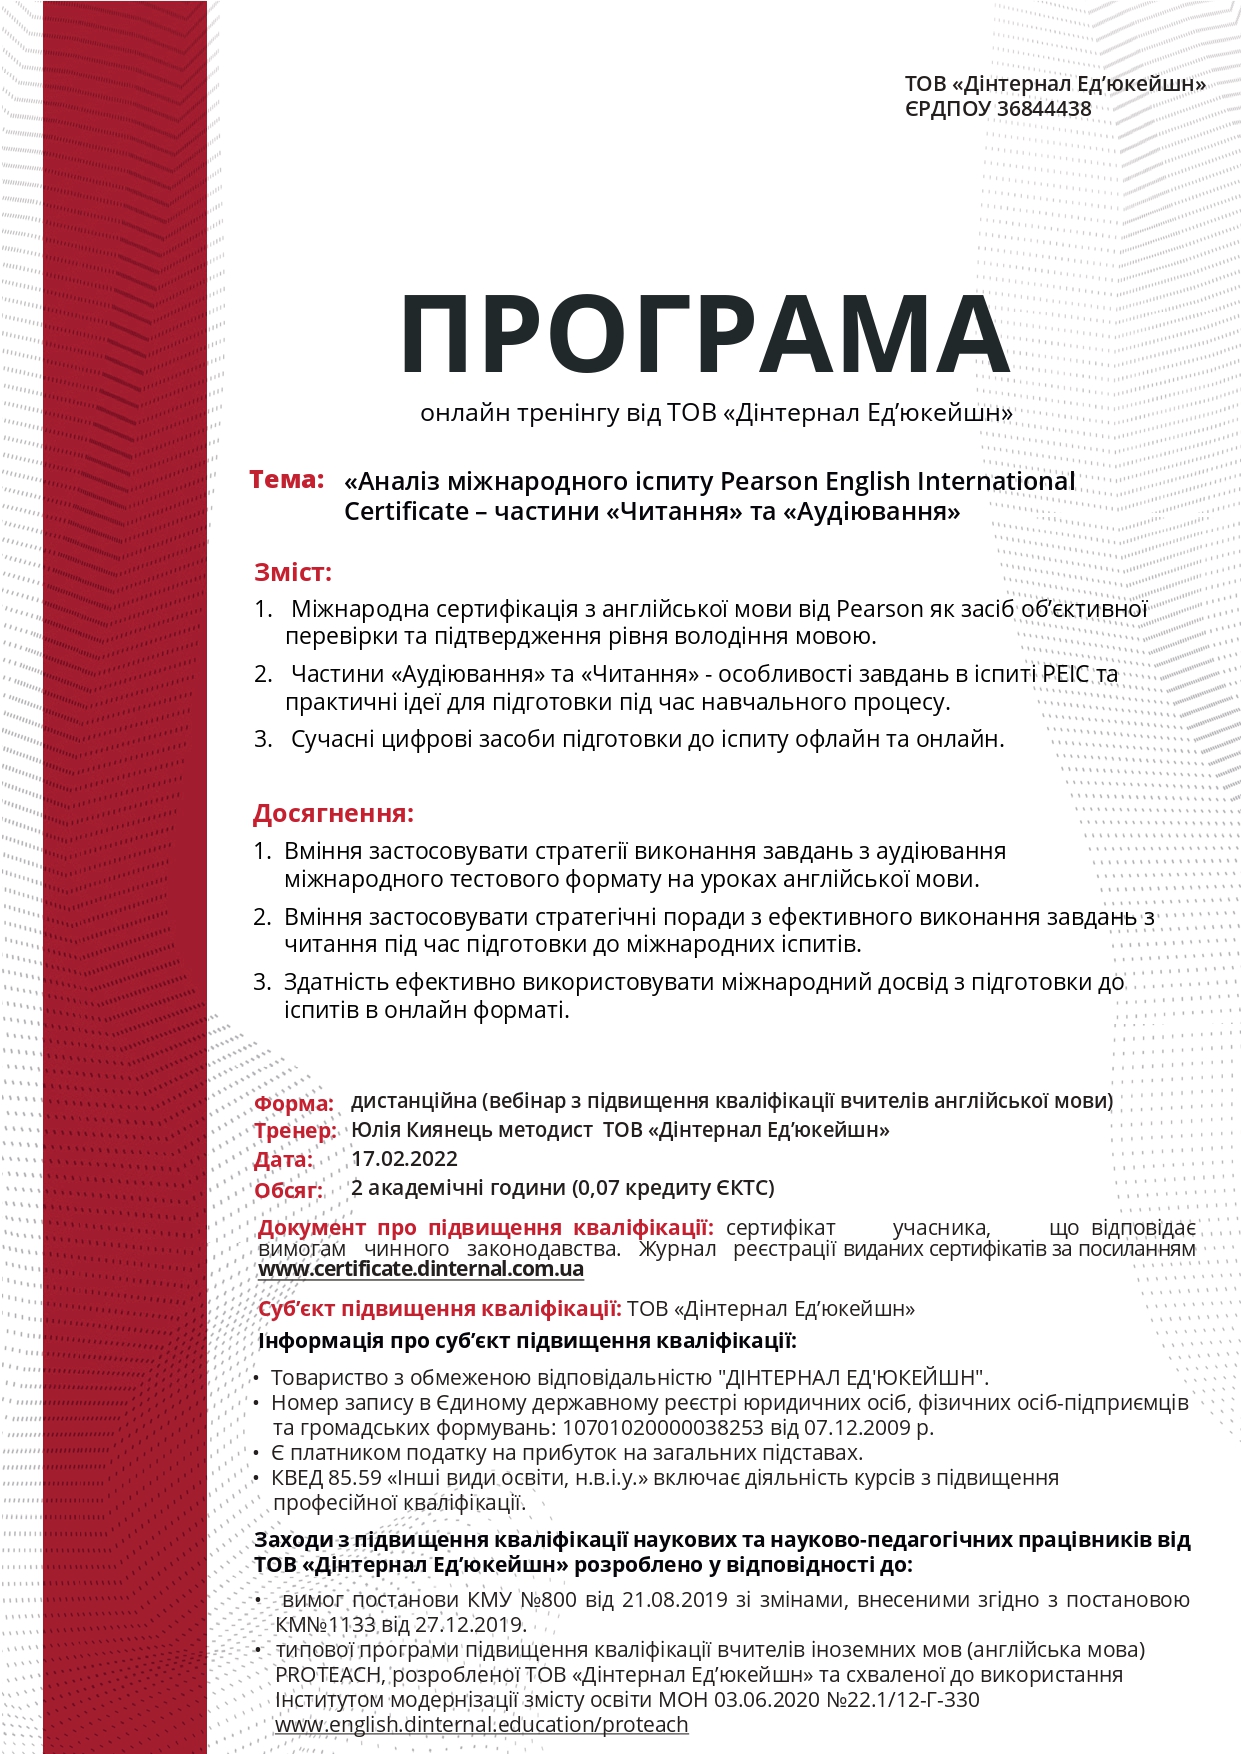 ТОВ «Дінтернал Ед’юкейшн»
ЄРДПОУ 36844438
ПРОГРАМА
онлайн тренінгу від ТОВ «Дінтернал Ед’юкейшн»
Тема: «Аналіз міжнародного іспиту Pearson English International
Certificate – частини «Читання» та «Аудіювання»
Зміст:
1. Міжнародна сертифікація з англійської мови від Pearson як засіб об’єктивної
перевірки та підтвердження рівня володіння мовою.
2. Частини «Аудіювання» та «Читання» - особливості завдань в іспиті PEIC та
практичні ідеї для підготовки під час навчального процесу.
3. Сучасні цифрові засоби підготовки до іспиту офлайн та онлайн.
Досягнення:
1. Вміння застосовувати стратегії виконання завдань з аудіювання
міжнародного тестового формату на уроках англійської мови.
2. Вміння застосовувати стратегічні поради з ефективного виконання завдань з
читання під час підготовки до міжнародних іспитів.
3. Здатність ефективно використовувати міжнародний досвід з підготовки до
іспитів в онлайн форматі.
Форма: дистанційна (вебінар з підвищення кваліфікації вчителів англійської мови)
Тренер: Юлія Киянець методист ТОВ «Дінтернал Ед’юкейшн»
Дата: 17.02.2022
Обсяг: 2 академічні години (0,07 кредиту ЄКТС)
Документ про підвищення кваліфікації: сертифікат учасника, що відповідає
вимогам чинного законодавства. Журнал реєстрації виданих сертифікатів за посиланням
www.certificate.dinternal.com.ua
Суб’єкт підвищення кваліфікації: ТОВ «Дінтернал Ед’юкейшн»
Інформація про суб’єкт підвищення кваліфікації:
• Товариство з обмеженою відповідальністю "ДІНТЕРНАЛ ЕД'ЮКЕЙШН".
• Номер запису в Єдиному державному реєстрі юридичних осіб, фізичних осіб-підприємців
та громадських формувань: 10701020000038253 від 07.12.2009 р.
• Є платником податку на прибуток на загальних підставах.
• КВЕД 85.59 «Інші види освіти, н.в.і.у.» включає діяльність курсів з підвищення
професійної кваліфікації.
Заходи з підвищення кваліфікації наукових та науково-педагогічних працівників від
ТОВ «Дінтернал Ед’юкейшн» розроблено у відповідності до:
• вимог постанови КМУ №800 від 21.08.2019 зі змінами, внесеними згідно з постановою
КМ№1133 від 27.12.2019.
• типової програми підвищення кваліфікації вчителів іноземних мов (англійська мова)
PROTEACH, розробленої ТОВ «Дінтернал Ед’юкейшн» та схваленої до використання
Інститутом модернізації змісту освіти МОН 03.06.2020 №22.1/12-Г-330
www.english.dinternal.education/proteach